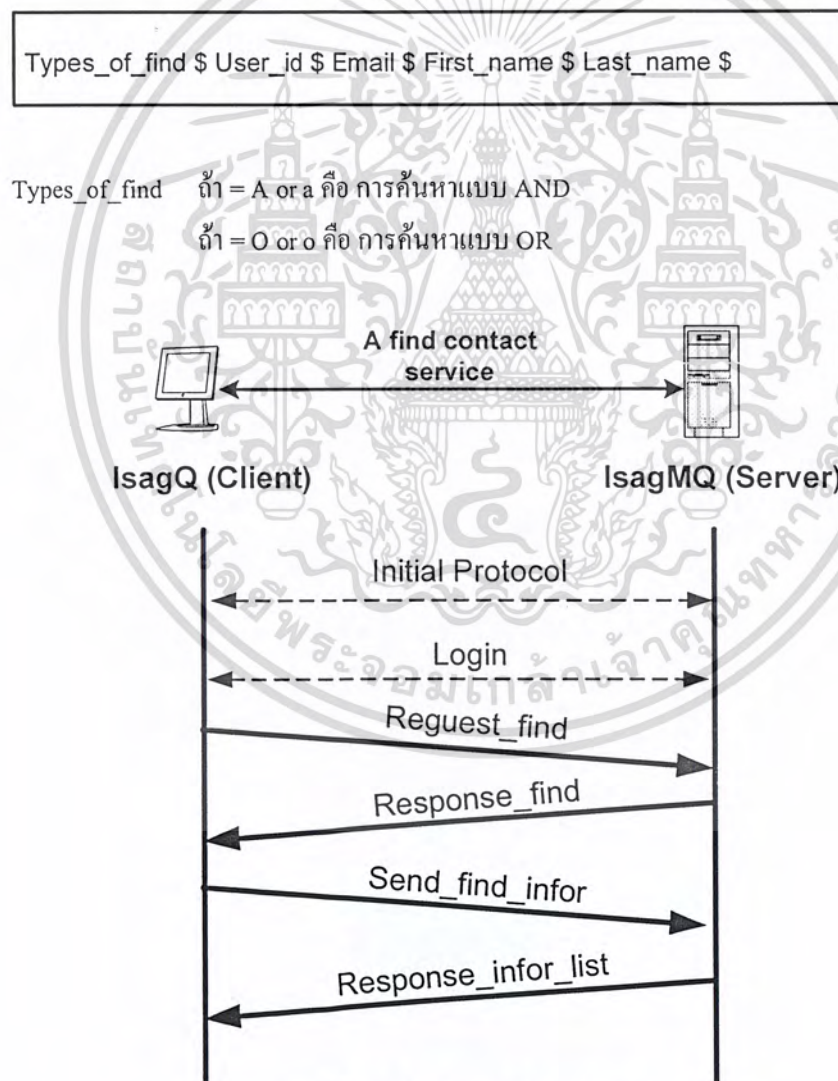 Types_of_find $ User_id $ Email $ First_name $ Last_name $
Types_of_find ถ้า = A or a คือ การค้นหาแบบ AND
ถ้า = O or o คือ การค้นหาแบบ OR
A find contact
service
IsagQ (Client)
IsagMQ (Server)
Initial Protocol
Login
Reguest_find
Response_find
Send_find_infor
Response_infor_list